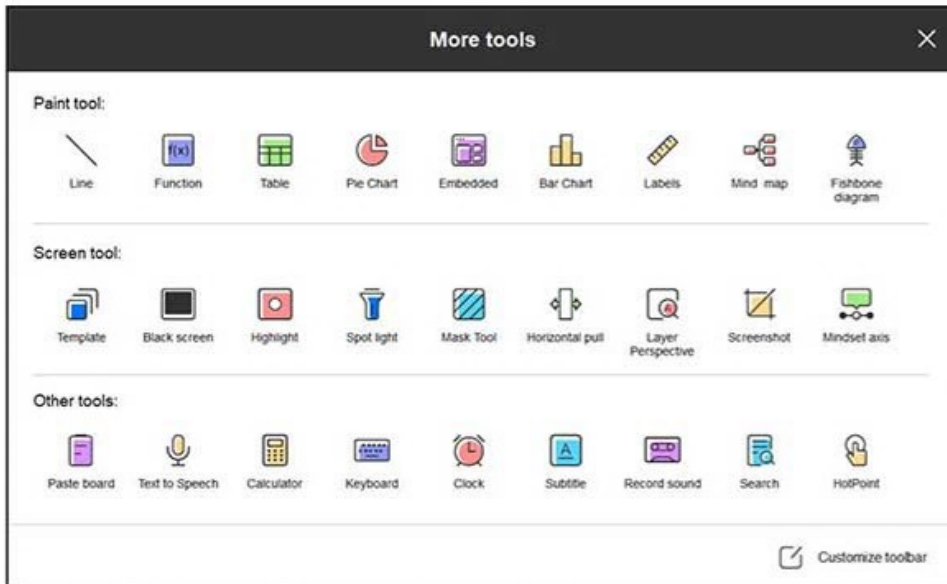 More tools
Paint tool:
f(x)
Line Function Table Pie Chart Embedded Bar Chart Labels Mind map Fishbone
diagram
Screen tool:
A
Template Black screen Highlight Spot light Mask Tool Horizontal pull Layer Screenshot Mindset axis
Perspective
Other tools:
A
Paste board Text to Speech Calculator Keyboard Clock Subtitle Record sound Search HotPoint
Customize toolbar